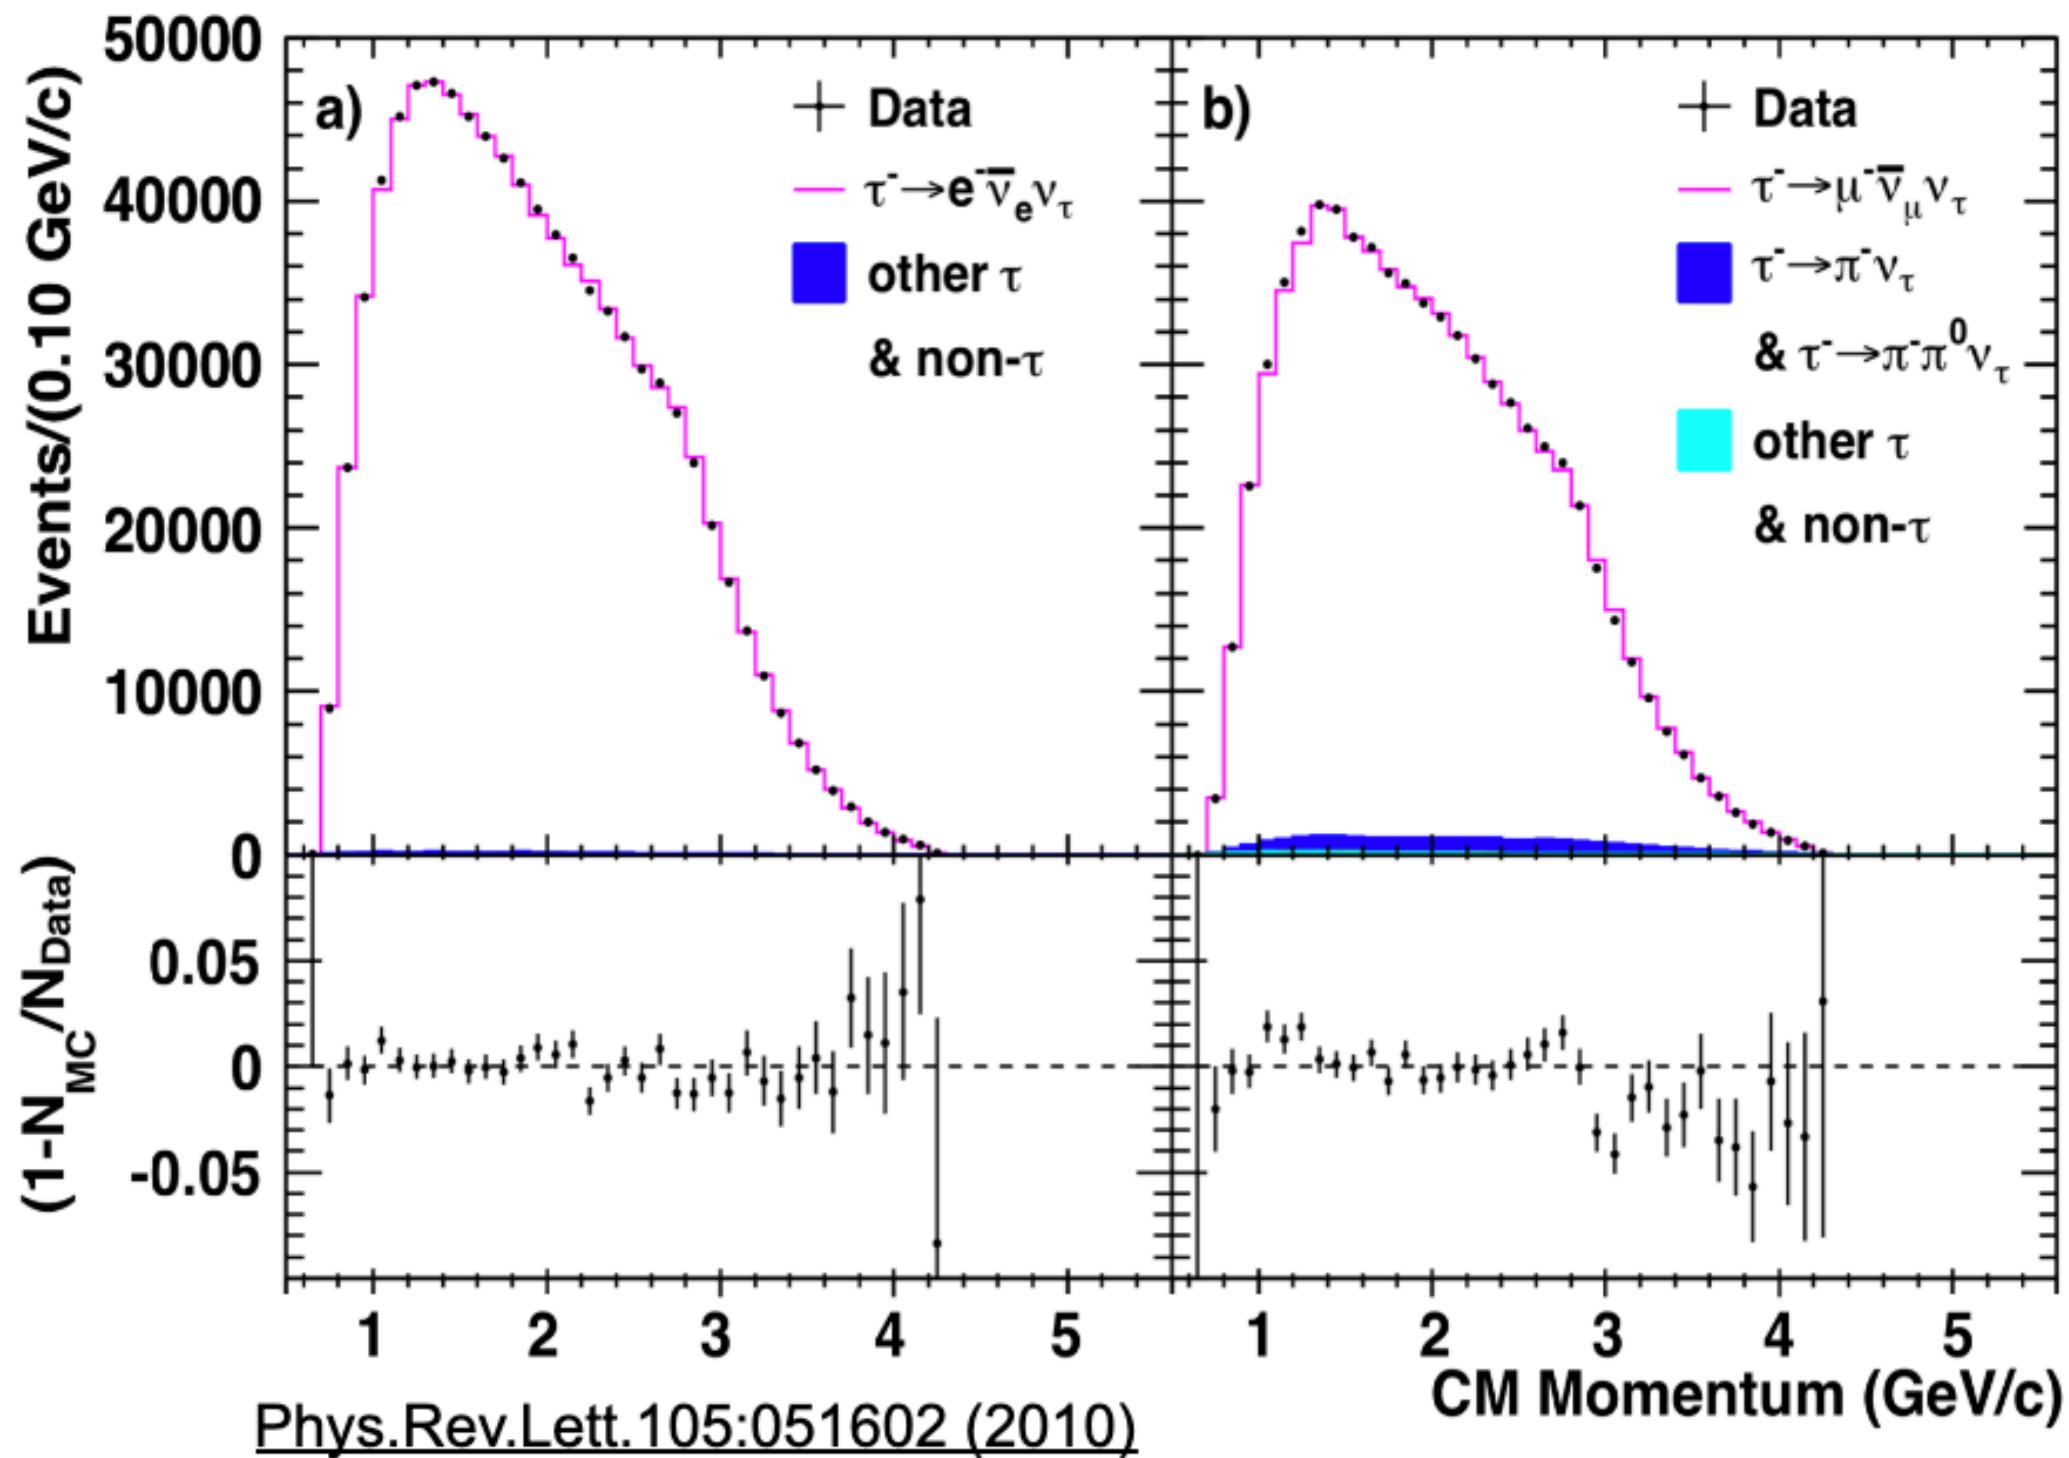 50000
40000
30000
20000
10000
0
Events/(0.10 GeV/c)
a)
Data
τ⁻→e⁻ν̅ₑν_τ
other τ
& non-τ
b)
Data
τ⁻→μ⁻ν̅_μν_τ
τ⁻→π⁻ν_τ
& τ⁻→π⁻π⁰ν_τ
other τ
& non-τ
0.05
0
-0.05
(1-N_MC/N_Data)
1 2 3 4 5
1 2 3 4 5
CM Momentum (GeV/c)
Phys.Rev.Lett.105:051602 (2010)